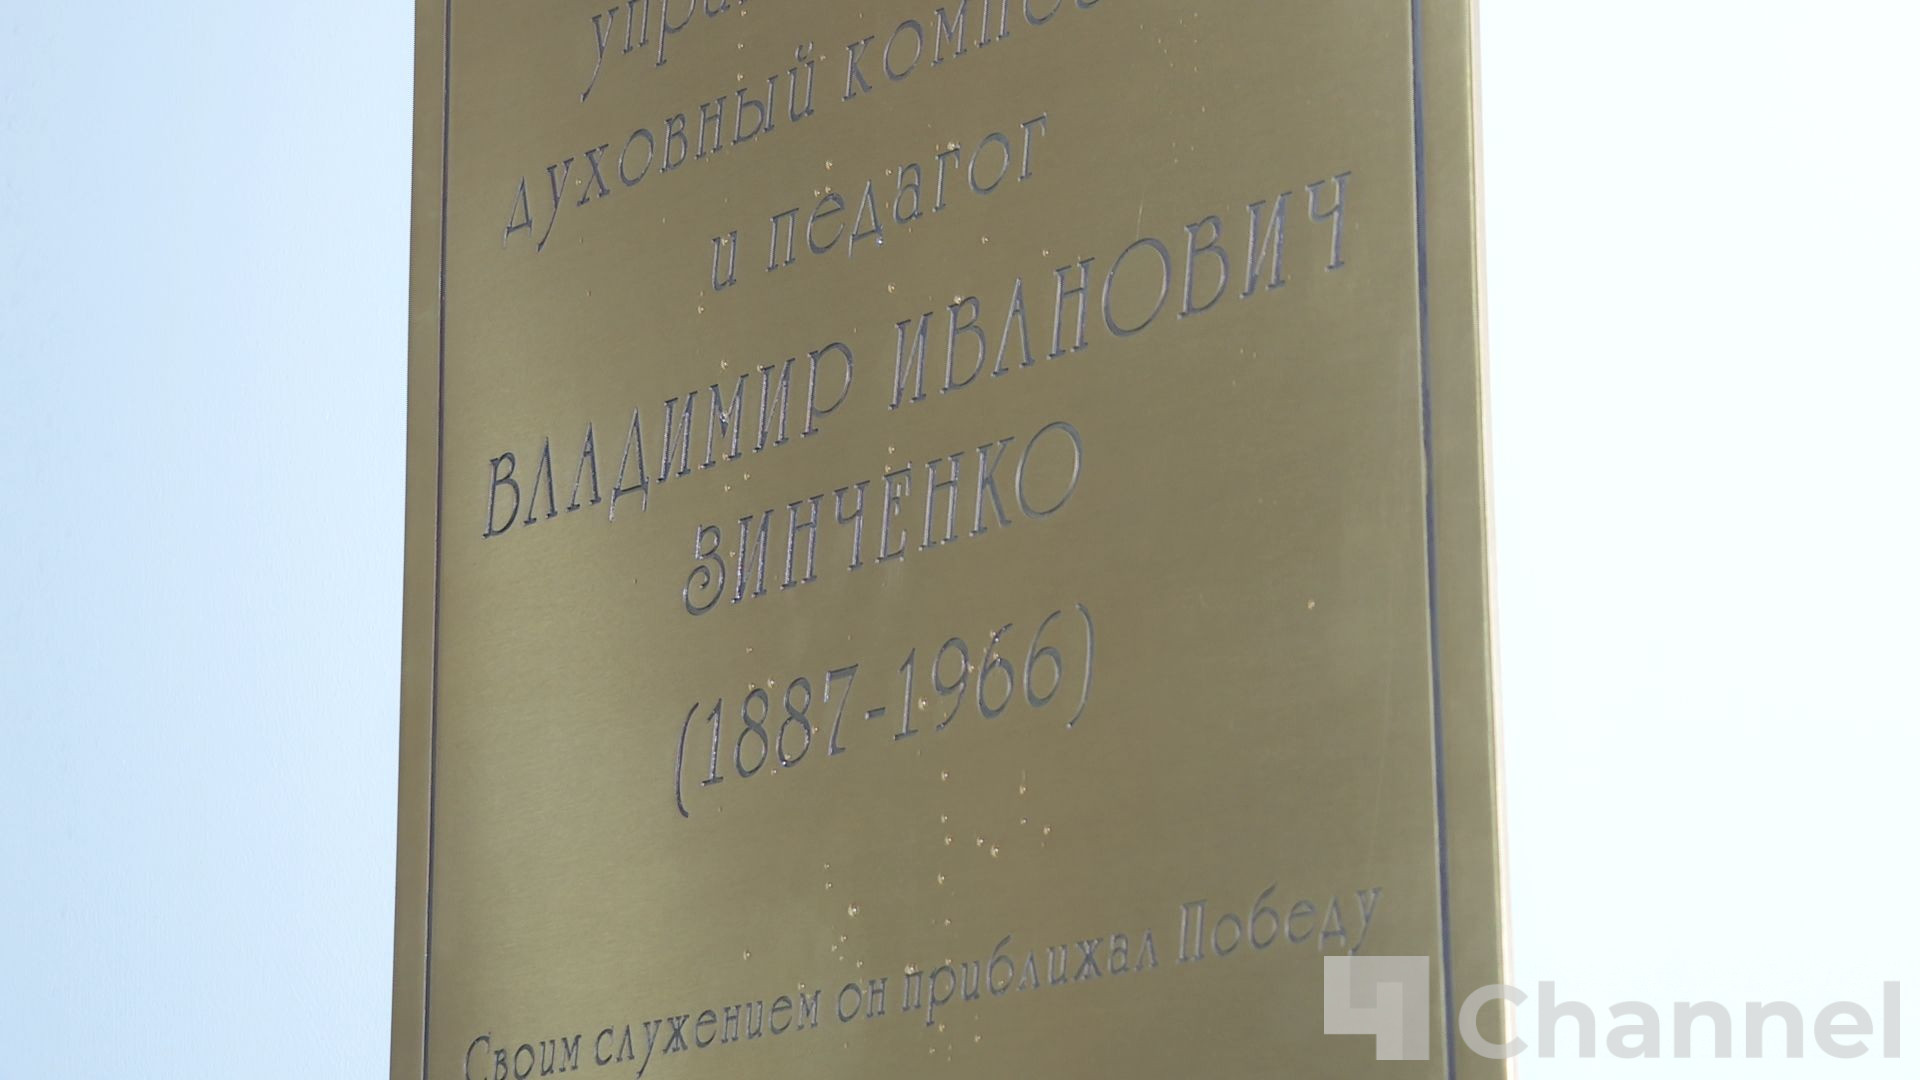 духовный
и педагог
ВЛАДИМИР ИВАНОВИЧ
ЗИНЧЕНКО
(1887-1966)
Своим служением он приближал Победу
Channel